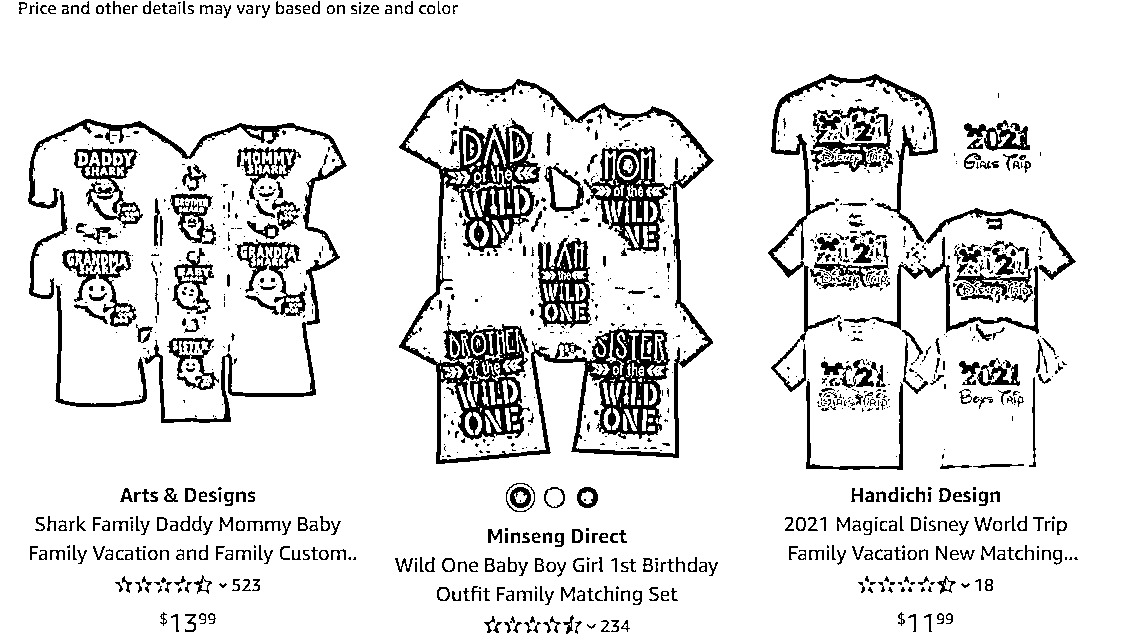 Price and other details may vary based on size and color
DADDY
SHARK
MOMMY
SHARK
GRANDMA
SHARK
BABY
GRANDPA
SHARK
SISTER
DAD
of the
WILD
ONE
MOM
of the
WILD
ONE
I AM
the
WILD
ONE
BROTHER
of the
WILD
ONE
SISTER
of the
WILD
ONE
2021
Disney Trip
2021
Girls Trip
2021
Disney Trip
2021
Disney Trip
2021
Girls Trip
2021
Boys Trip
Arts & Designs
Shark Family Daddy Mommy Baby
Family Vacation and Family Custom..
523
$1399
Minseng Direct
Wild One Baby Boy Girl 1st Birthday
Outfit Family Matching Set
234
Handichi Design
2021 Magical Disney World Trip
Family Vacation New Matching...
18
$1199